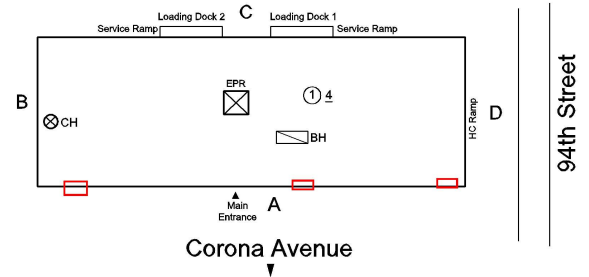 Loading Dock 2
C
Loading Dock 1
Service Ramp
Service Ramp
EPR
1 4
B
CH
BH
HC Ramp
D
94th Street
Main
Entrance
A
Corona Avenue